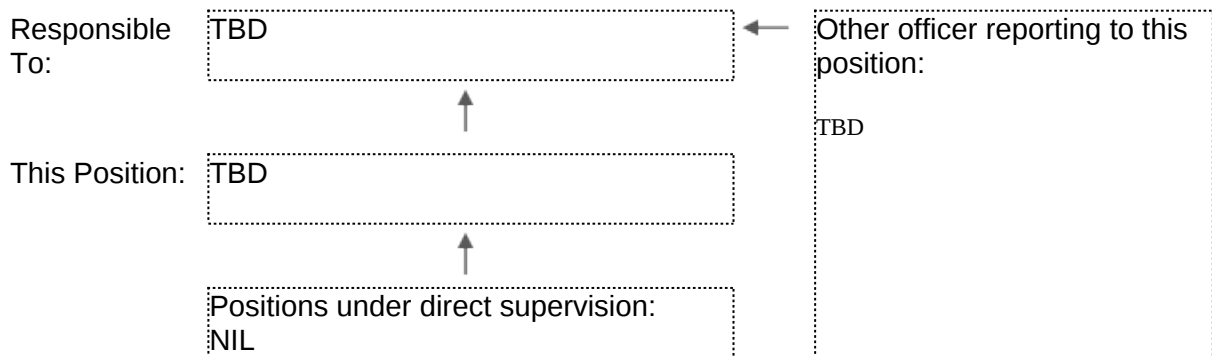 Responsible
To:
TBD
Other officer reporting to this
position:
TBD
This Position:
TBD
Positions under direct supervision:
NIL